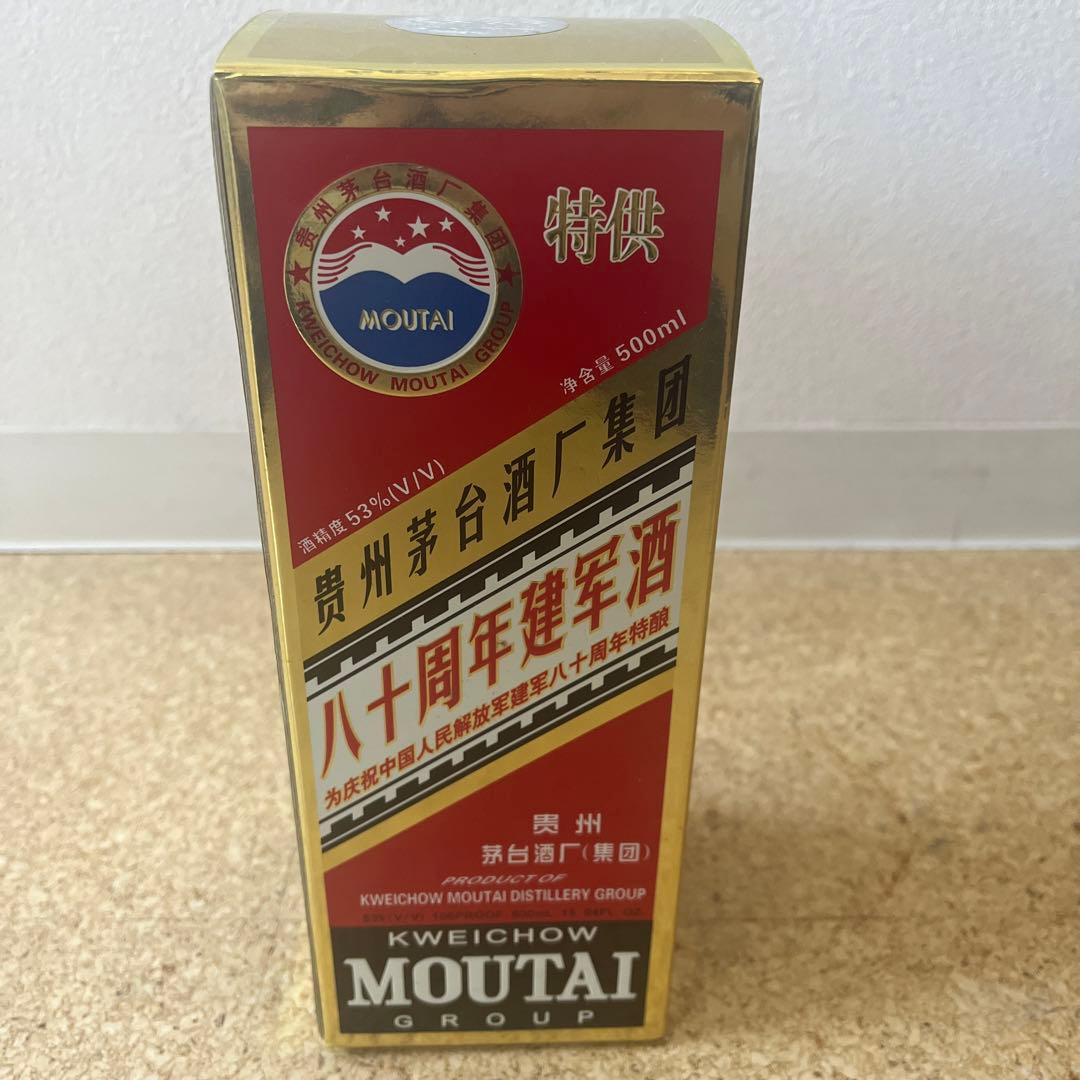 贵州茅台酒厂集团
MOUTAI
KWEICHOW MOUTAI GROUP
特供
净含量 500ml
酒精度 53%(V/V)
贵州茅台酒厂集团
八十周年建军酒
为庆祝中国人民解放军建军八十周年特酿
贵州
茅台酒厂(集团)
PRODUCT OF
KWEICHOW MOUTAI DISTILLERY GROUP
KWEICHOW
MOUTAI
GROUP